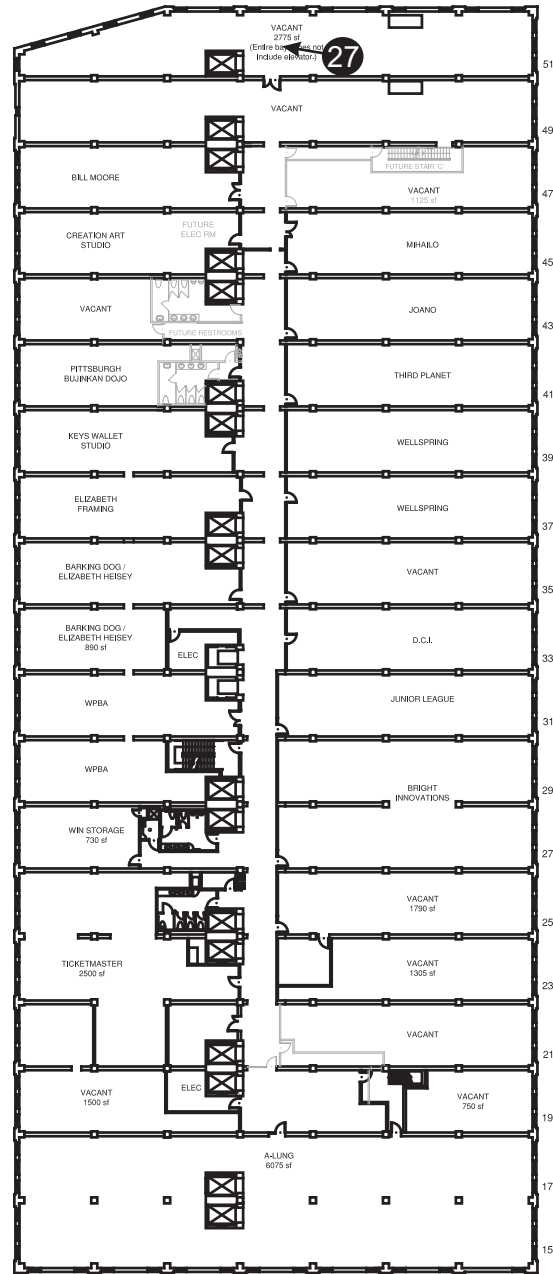 VACANT
2775 sf
(Entire bay does not
include elevator.)
27
51
VACANT
49
BILL MOORE
FUTURE STAIR 'C'
VACANT
1125 sf
47
CREATION ART
STUDIO
FUTURE
ELEC RM
MIHAILO
45
VACANT
JOANO
43
FUTURE RESTROOMS
PITTSBURGH
BUJINKAN DOJO
THIRD PLANET
41
KEYS WALLET
STUDIO
WELLSPRING
39
ELIZABETH
FRAMING
WELLSPRING
37
BARKING DOG /
ELIZABETH HEISEY
VACANT
35
BARKING DOG /
ELIZABETH HEISEY
890 sf
ELEC
D.C.I.
33
WPBA
JUNIOR LEAGUE
31
WPBA
BRIGHT
INNOVATIONS
29
WIN STORAGE
730 sf
27
VACANT
1790 sf
25
TICKETMASTER
2500 sf
VACANT
1305 sf
23
VACANT
21
VACANT
1500 sf
ELEC
VACANT
750 sf
19
A-LUNG
6075 sf
17
15